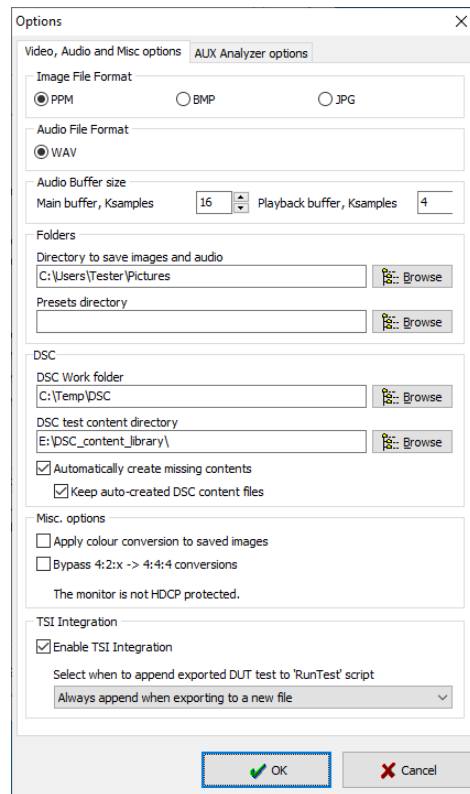 Options
Video, Audio and Misc options AUX Analyzer options
Image File Format
PPM BMP JPG
Audio File Format
WAV
Audio Buffer size
Main buffer, Ksamples 16 Playback buffer, Ksamples 4
Folders
Directory to save images and audio
C:\Users\Tester\Pictures Browse
Presets directory
Browse
DSC
DSC Work folder
C:\Temp\DSC Browse
DSC test content directory
E:\DSC_content_library\ Browse
Automatically create missing contents
Keep auto-created DSC content files
Misc. options
Apply colour conversion to saved images
Bypass 4:2:x -> 4:4:4 conversions
The monitor is not HDCP protected.
TSI Integration
Enable TSI Integration
Select when to append exported DUT test to 'RunTest' script
Always append when exporting to a new file
OK Cancel